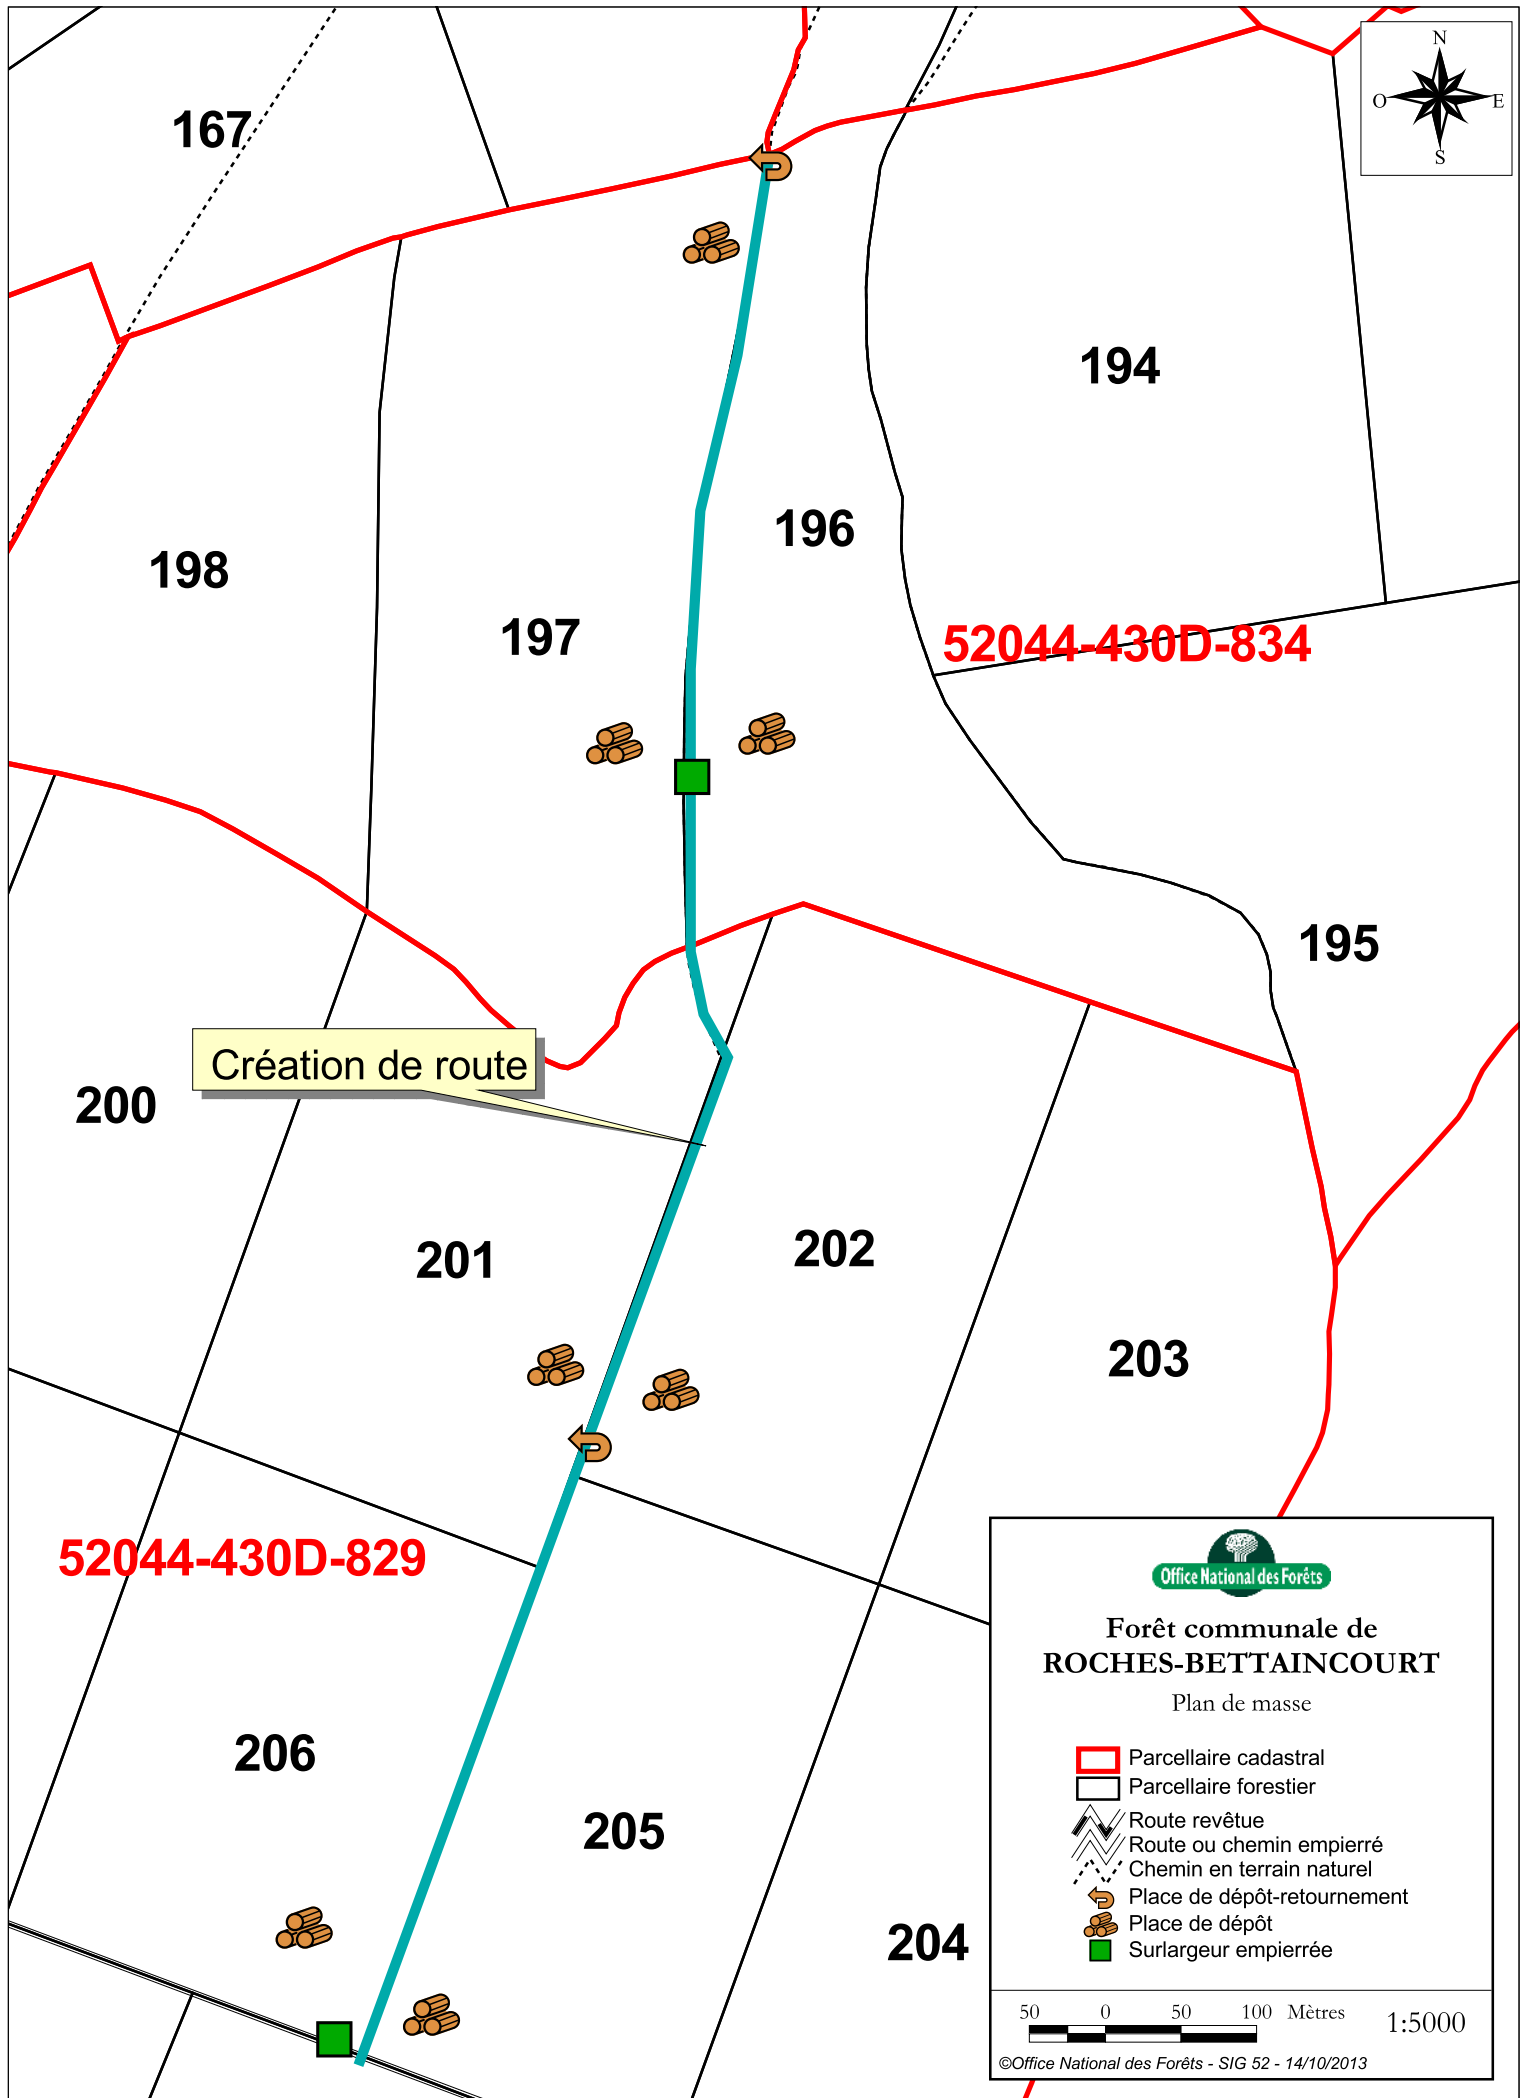 N
O E
S
167
194
196
198
197
52044-430D-834
195
Création de route
200
201
202
203
52044-430D-829
206
205
204
Office National des Forêts
Forêt communale de
ROCHES-BETTAINCOURT
Plan de masse
Parcellaire cadastral
Parcellaire forestier
Route revêtue
Route ou chemin empierré
Chemin en terrain naturel
Place de dépôt-retournement
Place de dépôt
Surlargeur empierrée
50 0 50 100 Mètres
1:5000
©Office National des Forêts - SIG 52 - 14/10/2013